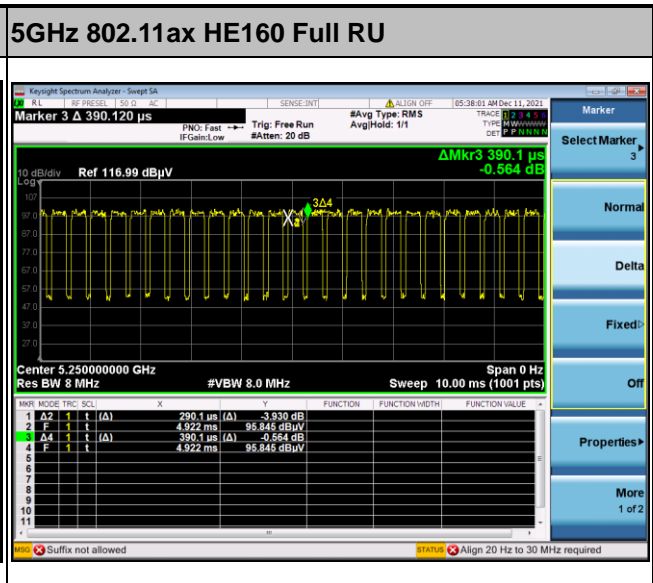 5GHz 802.11ax HE160 Full RU
Keysight Spectrum Analyzer - Swept SA
RL RF PRESEL 50 Ω AC SENSE:INT ALIGN OFF 05:38:01 AM Dec 11, 2021
Marker 3 Δ 390.120 µs
PNO: Fast
IFGain:Low
Trig: Free Run
#Atten: 20 dB
#Avg Type: RMS
Avg|Hold: 1/1
TRACE 1 2 3 4 5 6
TYPE MWWWWWW
DET P P N N N N
ΔMkr3 390.1 µs
-0.564 dB
10 dB/div Ref 116.99 dBµV
Log
107
97.0
87.0
77.0
67.0
57.0
47.0
37.0
27.0
3Δ4
Center 5.250000000 GHz Span 0 Hz
Res BW 8 MHz #VBW 8.0 MHz Sweep 10.00 ms (1001 pts)
MKR MODE TRC SCL X Y FUNCTION FUNCTION WIDTH FUNCTION VALUE
1 Δ2 1 t (Δ) 290.1 µs (Δ) -3.930 dB
2 F 1 t 4.922 ms 95.845 dBµV
3 Δ4 1 t (Δ) 390.1 µs (Δ) -0.564 dB
4 F 1 t 4.922 ms 95.845 dBµV
5
6
7
8
9
10
11
MSG Suffix not allowed STATUS Align 20 Hz to 30 MHz required
Marker
Select Marker
3
Normal
Delta
Fixed
Off
Properties
More
1 of 2